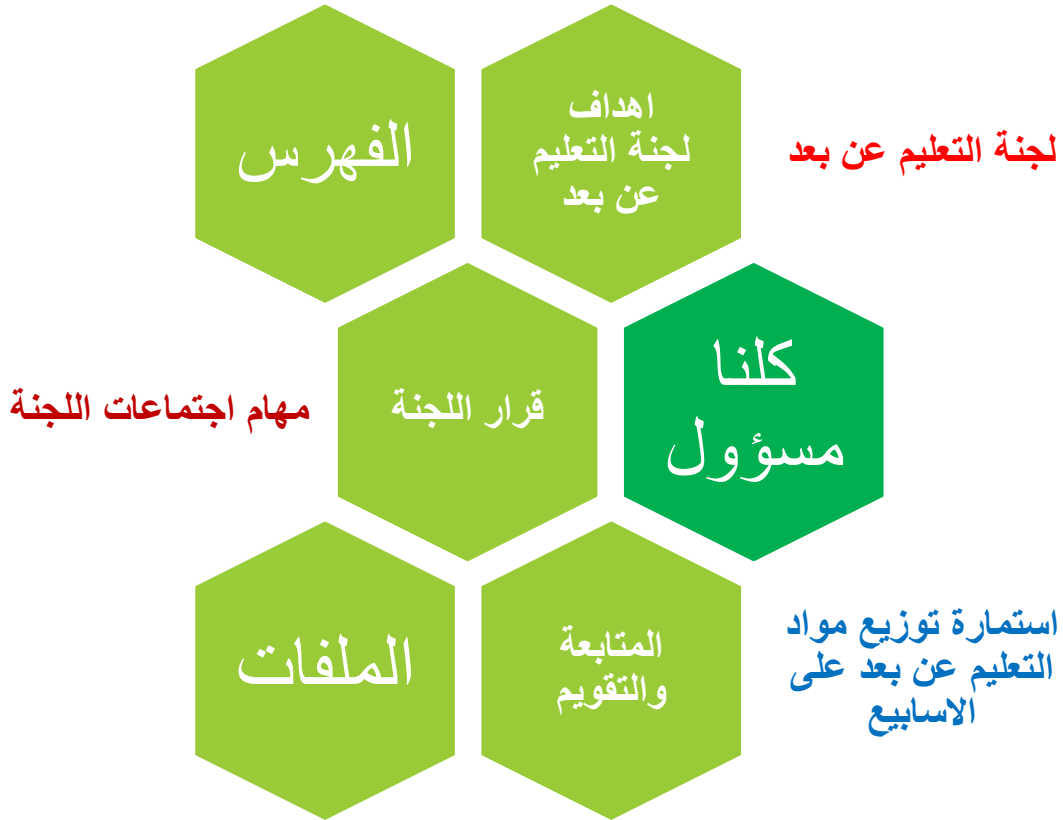 لجنة التعليم عن بعد
اهداف
لجنة التعليم
عن بعد
الفهرس
كلنا
مسؤول
قرار اللجنة
مهام اجتماعات اللجنة
استمارة توزيع مواد
التعليم عن بعد على
الاسابيع
المتابعة
والتقويم
الملفات